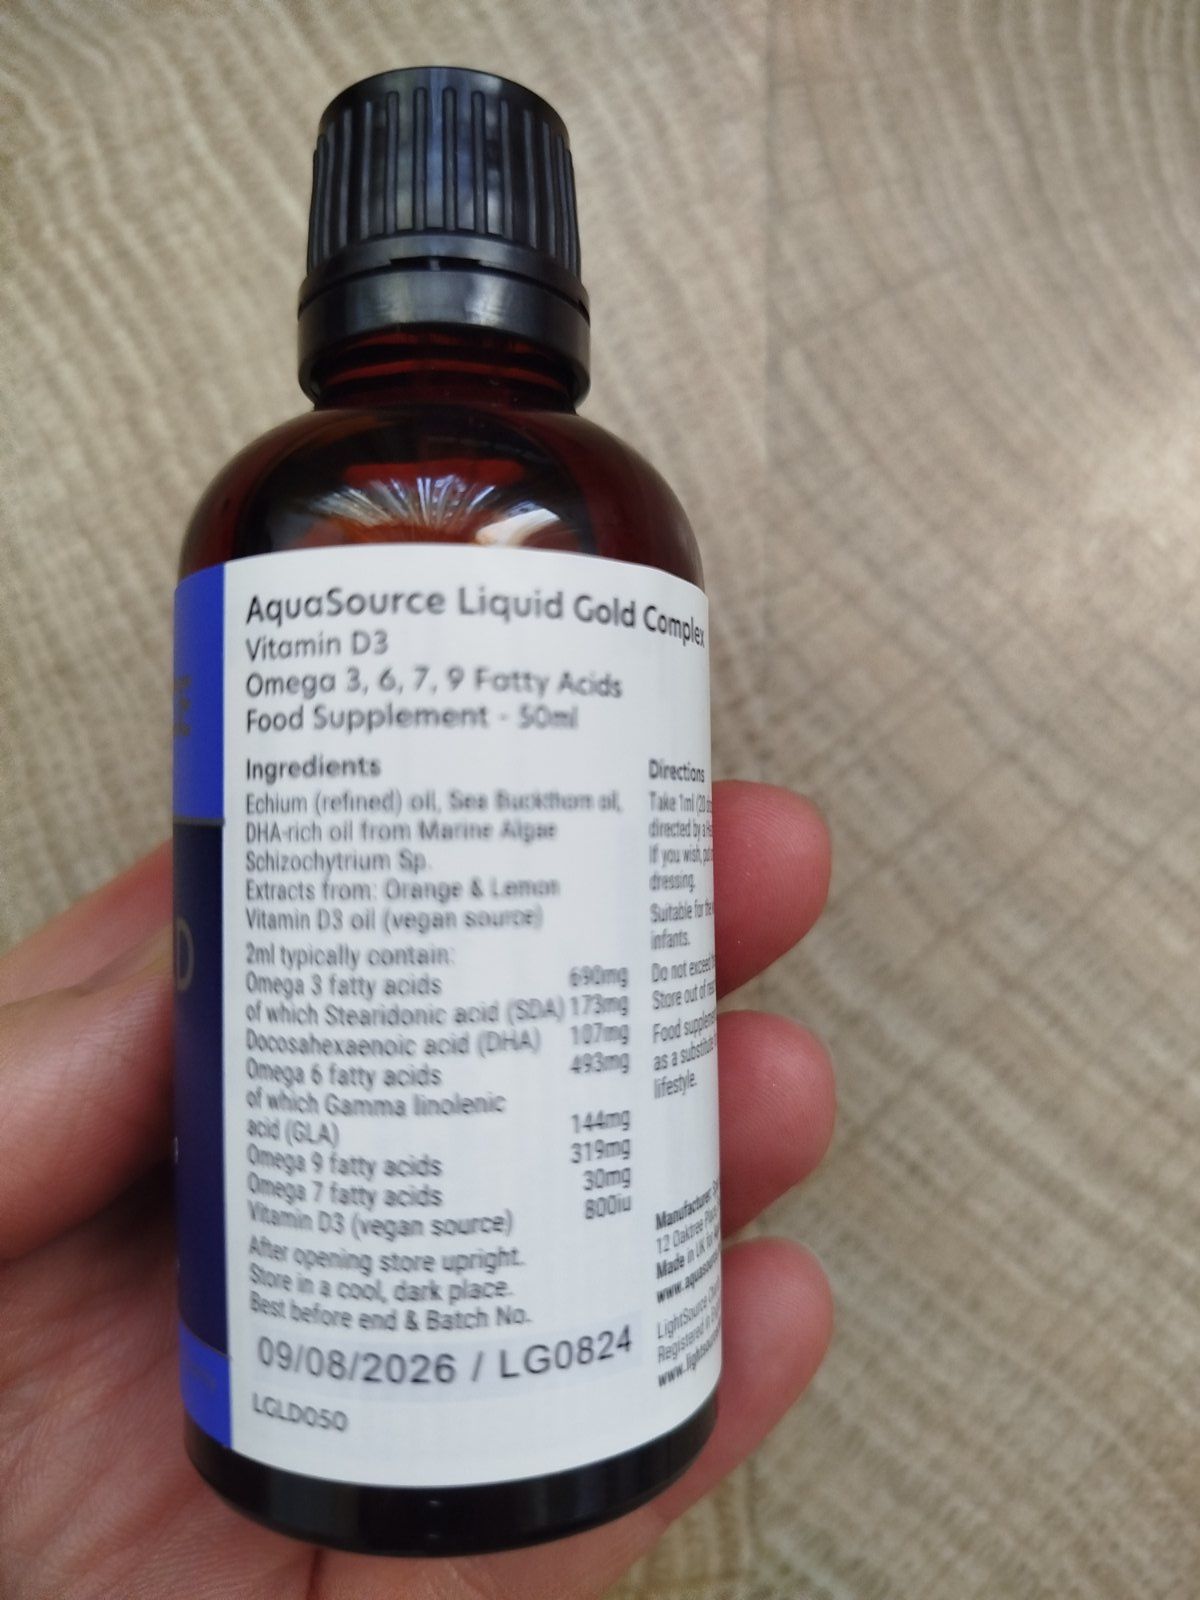 AquaSource Liquid Gold Complex
Vitamin D3
Omega 3, 6, 7, 9 Fatty Acids
Food Supplement - 50ml
Ingredients
Echium (refined) oil, Sea Buckthorn oil,
DHA-rich oil from Marine Algae
Schizochytrium Sp.
Extracts from: Orange & Lemon
Vitamin D3 oil (vegan source)
2ml typically contain:
Omega 3 fatty acids 690mg
of which Stearidonic acid (SDA) 173mg
Docosahexaenoic acid (DHA) 107mg
Omega 6 fatty acids 493mg
of which Gamma linolenic
acid (GLA) 144mg
Omega 9 fatty acids 319mg
Omega 7 fatty acids 30mg
Vitamin D3 (vegan source) 800iu
After opening store upright.
Store in a cool, dark place.
Best before end & Batch No.
09/08/2026 / LG0824
LGLD050
Directions
Take 1ml (20
directed by a
If you wish,
dressing.
Suitable for
infants.
Do not exceed
Store out of
Food
as a substitute
lifestyle.
Manufacturer
12 Oaktree
Made in UK for
LightSource
Registered in